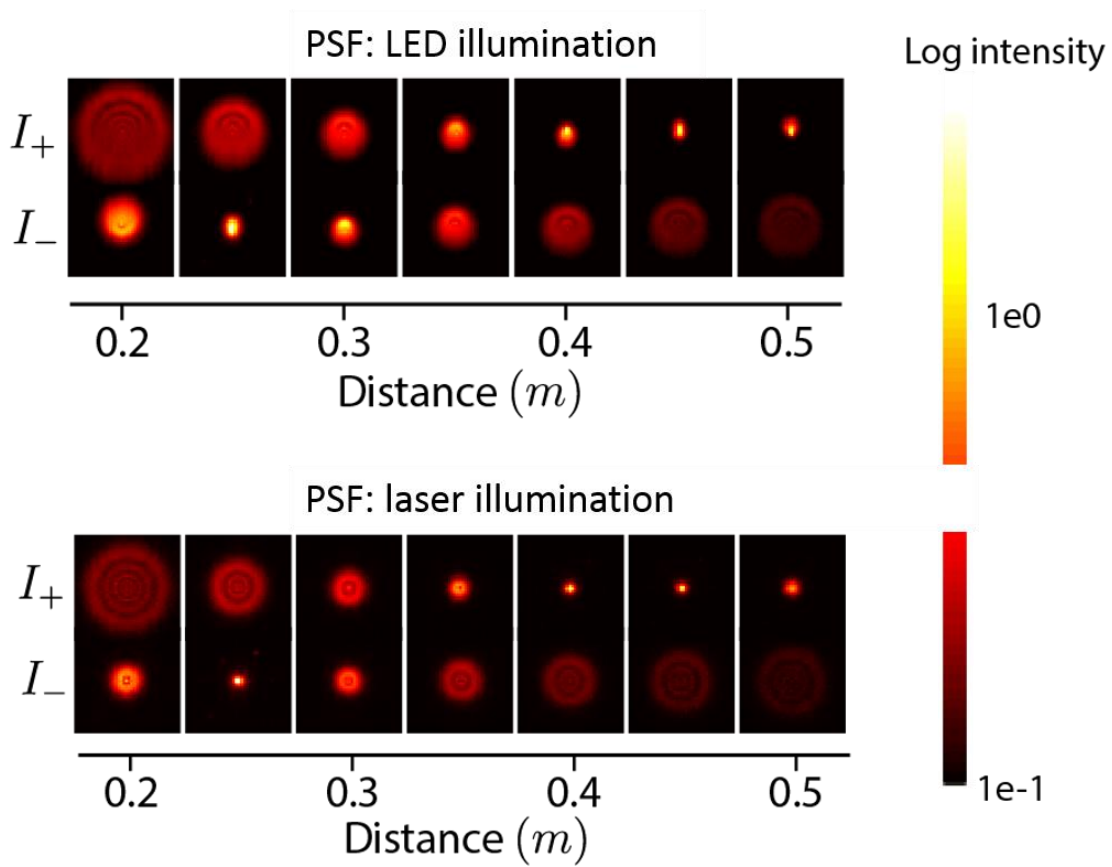 PSF: LED illumination
Log intensity
I₊
I₋
0.2 0.3 0.4 0.5
Distance (m)
1e0
PSF: laser illumination
I₊
I₋
1e-1
0.2 0.3 0.4 0.5
Distance (m)